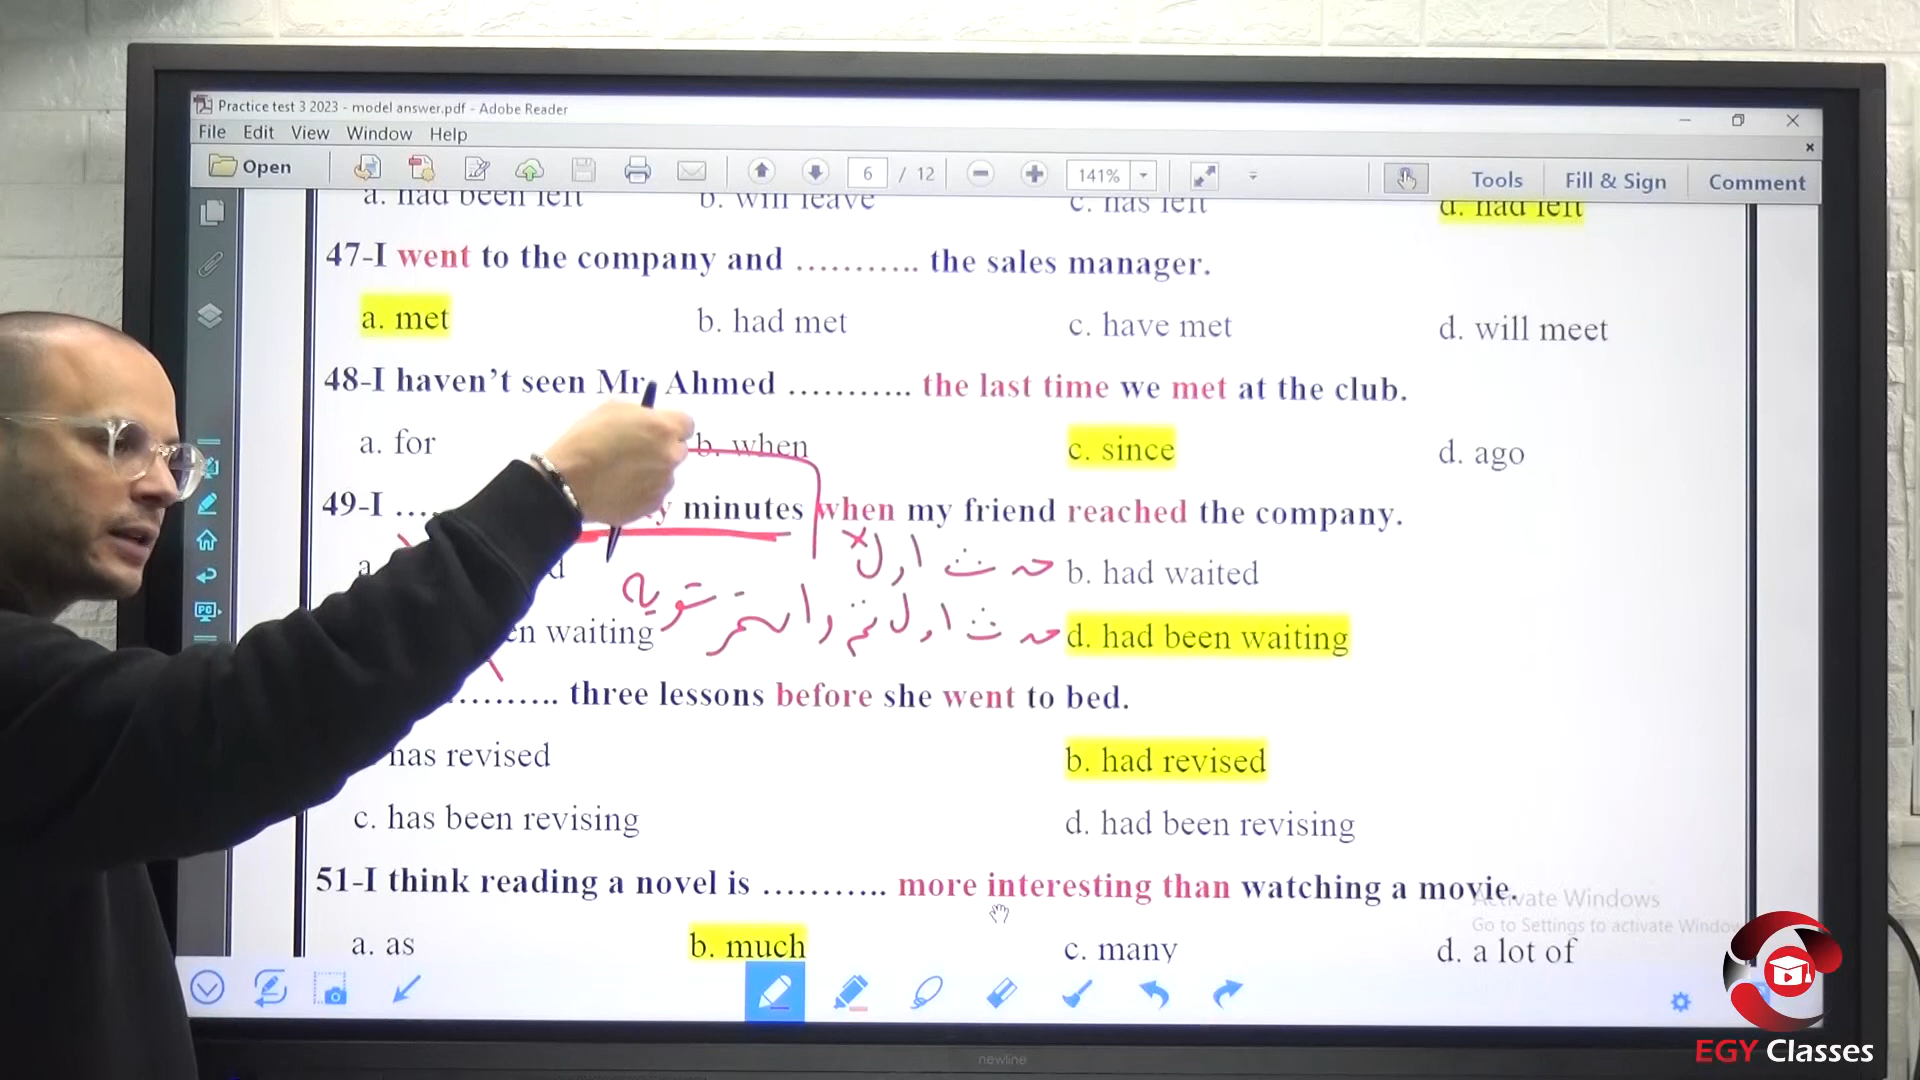 Practice test 3 2023 - model answer.pdf - Adobe Reader
File Edit View Window Help
Open 6 / 12 141% Tools Fill & Sign Comment
a. had been left b. will leave c. has left d. had left
47-I went to the company and ........... the sales manager.
a. met b. had met c. have met d. will meet
48-I haven't seen Mr. Ahmed ........... the last time we met at the club.
a. for b. when c. since d. ago
49-I .... minutes when my friend reached the company.
حدث اول b. had waited
en waiting حدث اول تم واستمر شويه d. had been waiting
........... three lessons before she went to bed.
has revised b. had revised
c. has been revising d. had been revising
51-I think reading a novel is ........... more interesting than watching a movie.
Activate Windows
Go to Settings to activate Window
a. as b. much c. many d. a lot of
newline
EGY Classes